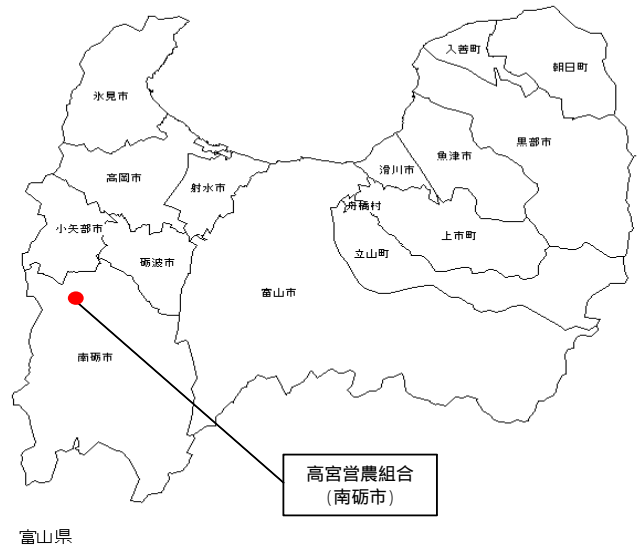 入善町
朝日町
氷見市
黒部市
魚津市
滑川市
高岡市
射水市
舟橋村
小矢部市
上市町
立山町
砺波市
富山市
南砺市
高宮営農組合
(南砺市)
富山県